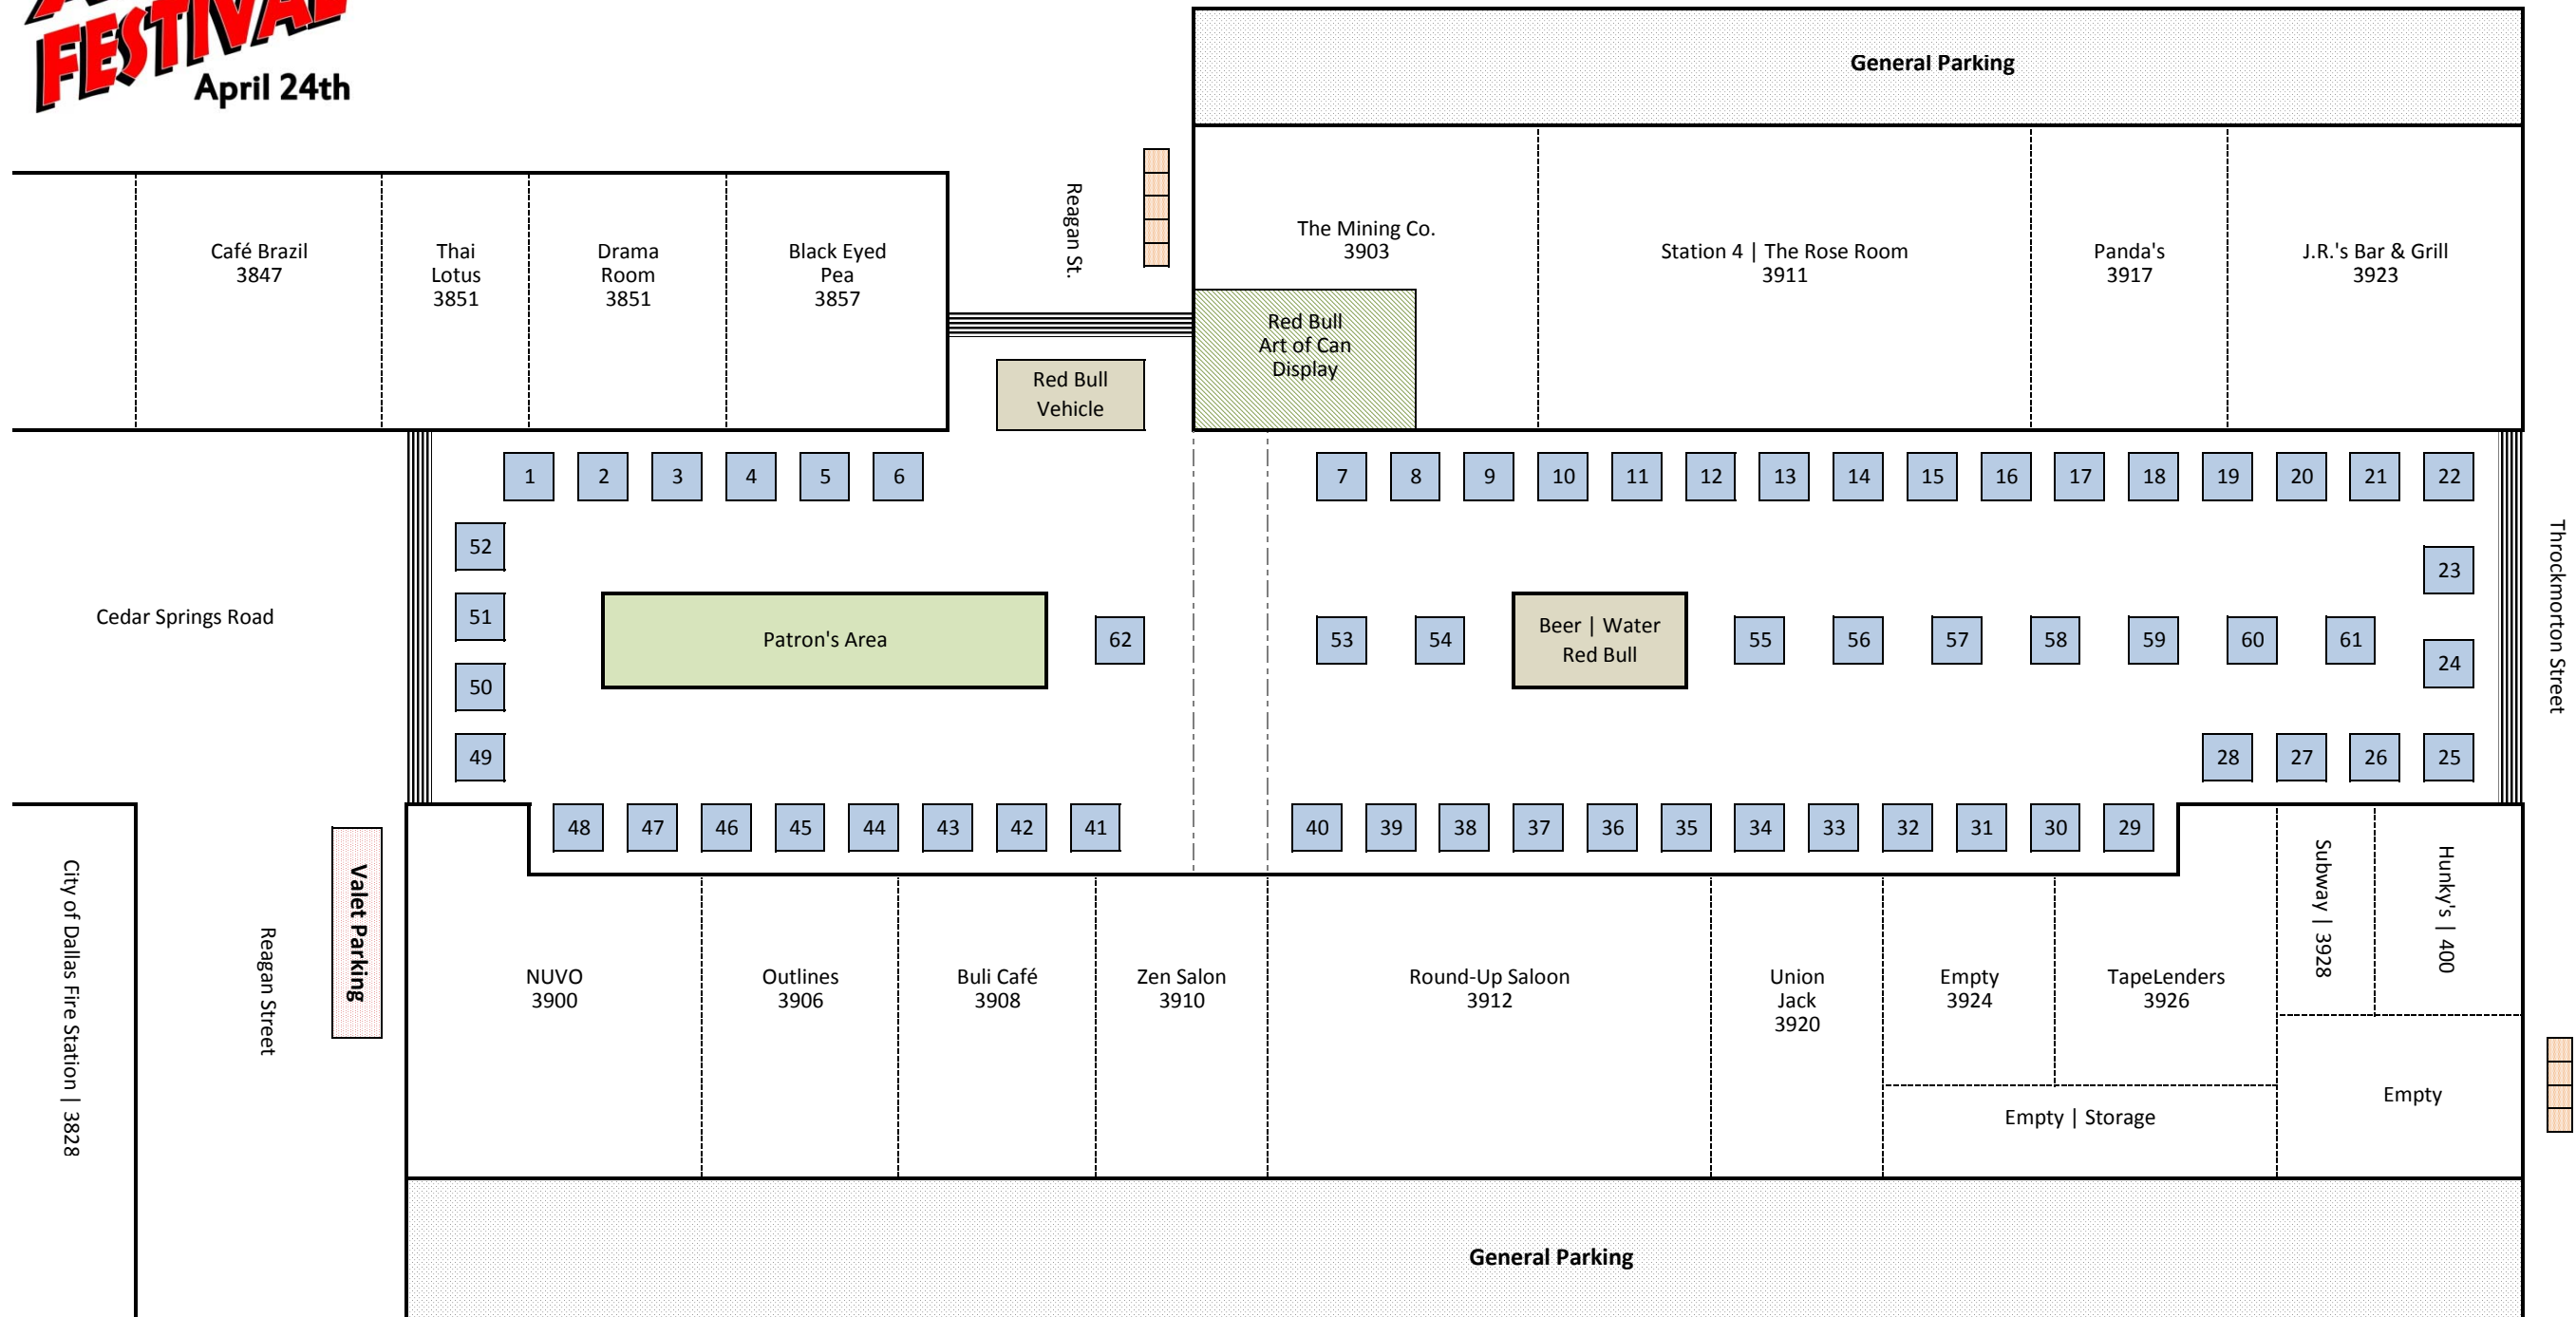 FESTIVAL
April 24th
General Parking
Reagan St.
Café Brazil
3847
Thai
Lotus
3851
Drama
Room
3851
Black Eyed
Pea
3857
The Mining Co.
3903
Station 4 | The Rose Room
3911
Panda's
3917
J.R.'s Bar & Grill
3923
Red Bull
Art of Can
Display
Red Bull
Vehicle
1 2 3 4 5 6 7 8 9 10 11 12 13 14 15 16 17 18 19 20 21 22
52
23
Throckmorton Street
Cedar Springs Road
51
Patron's Area
62
53 54
Beer | Water
Red Bull
55 56 57 58 59 60 61
24
50
49
28 27 26 25
48 47 46 45 44 43 42 41 40 39 38 37 36 35 34 33 32 31 30 29
City of Dallas Fire Station | 3828
Reagan Street
Valet Parking
NUVO
3900
Outlines
3906
Buli Café
3908
Zen Salon
3910
Round-Up Saloon
3912
Union
Jack
3920
Empty
3924
TapeLenders
3926
Subway | 3928
Hunky's | 400
Empty | Storage
Empty
General Parking